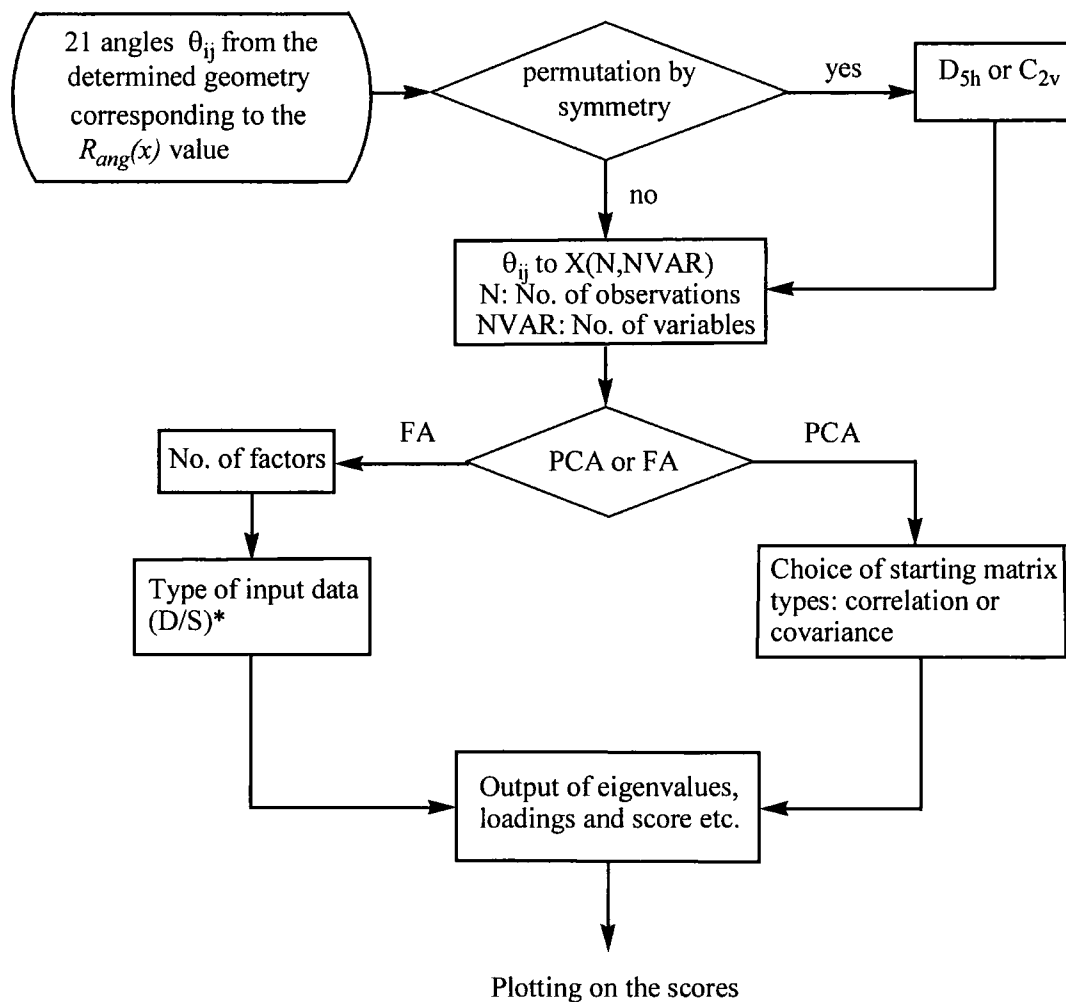 21 angles θij from the
determined geometry
corresponding to the
Rang(x) value
permutation by
symmetry
yes
D5h or C2v
no
θij to X(N,NVAR)
N: No. of observations
NVAR: No. of variables
FA
PCA or FA
PCA
No. of factors
Type of input data
(D/S)*
Choice of starting matrix
types: correlation or
covariance
Output of eigenvalues,
loadings and score etc.
Plotting on the scores